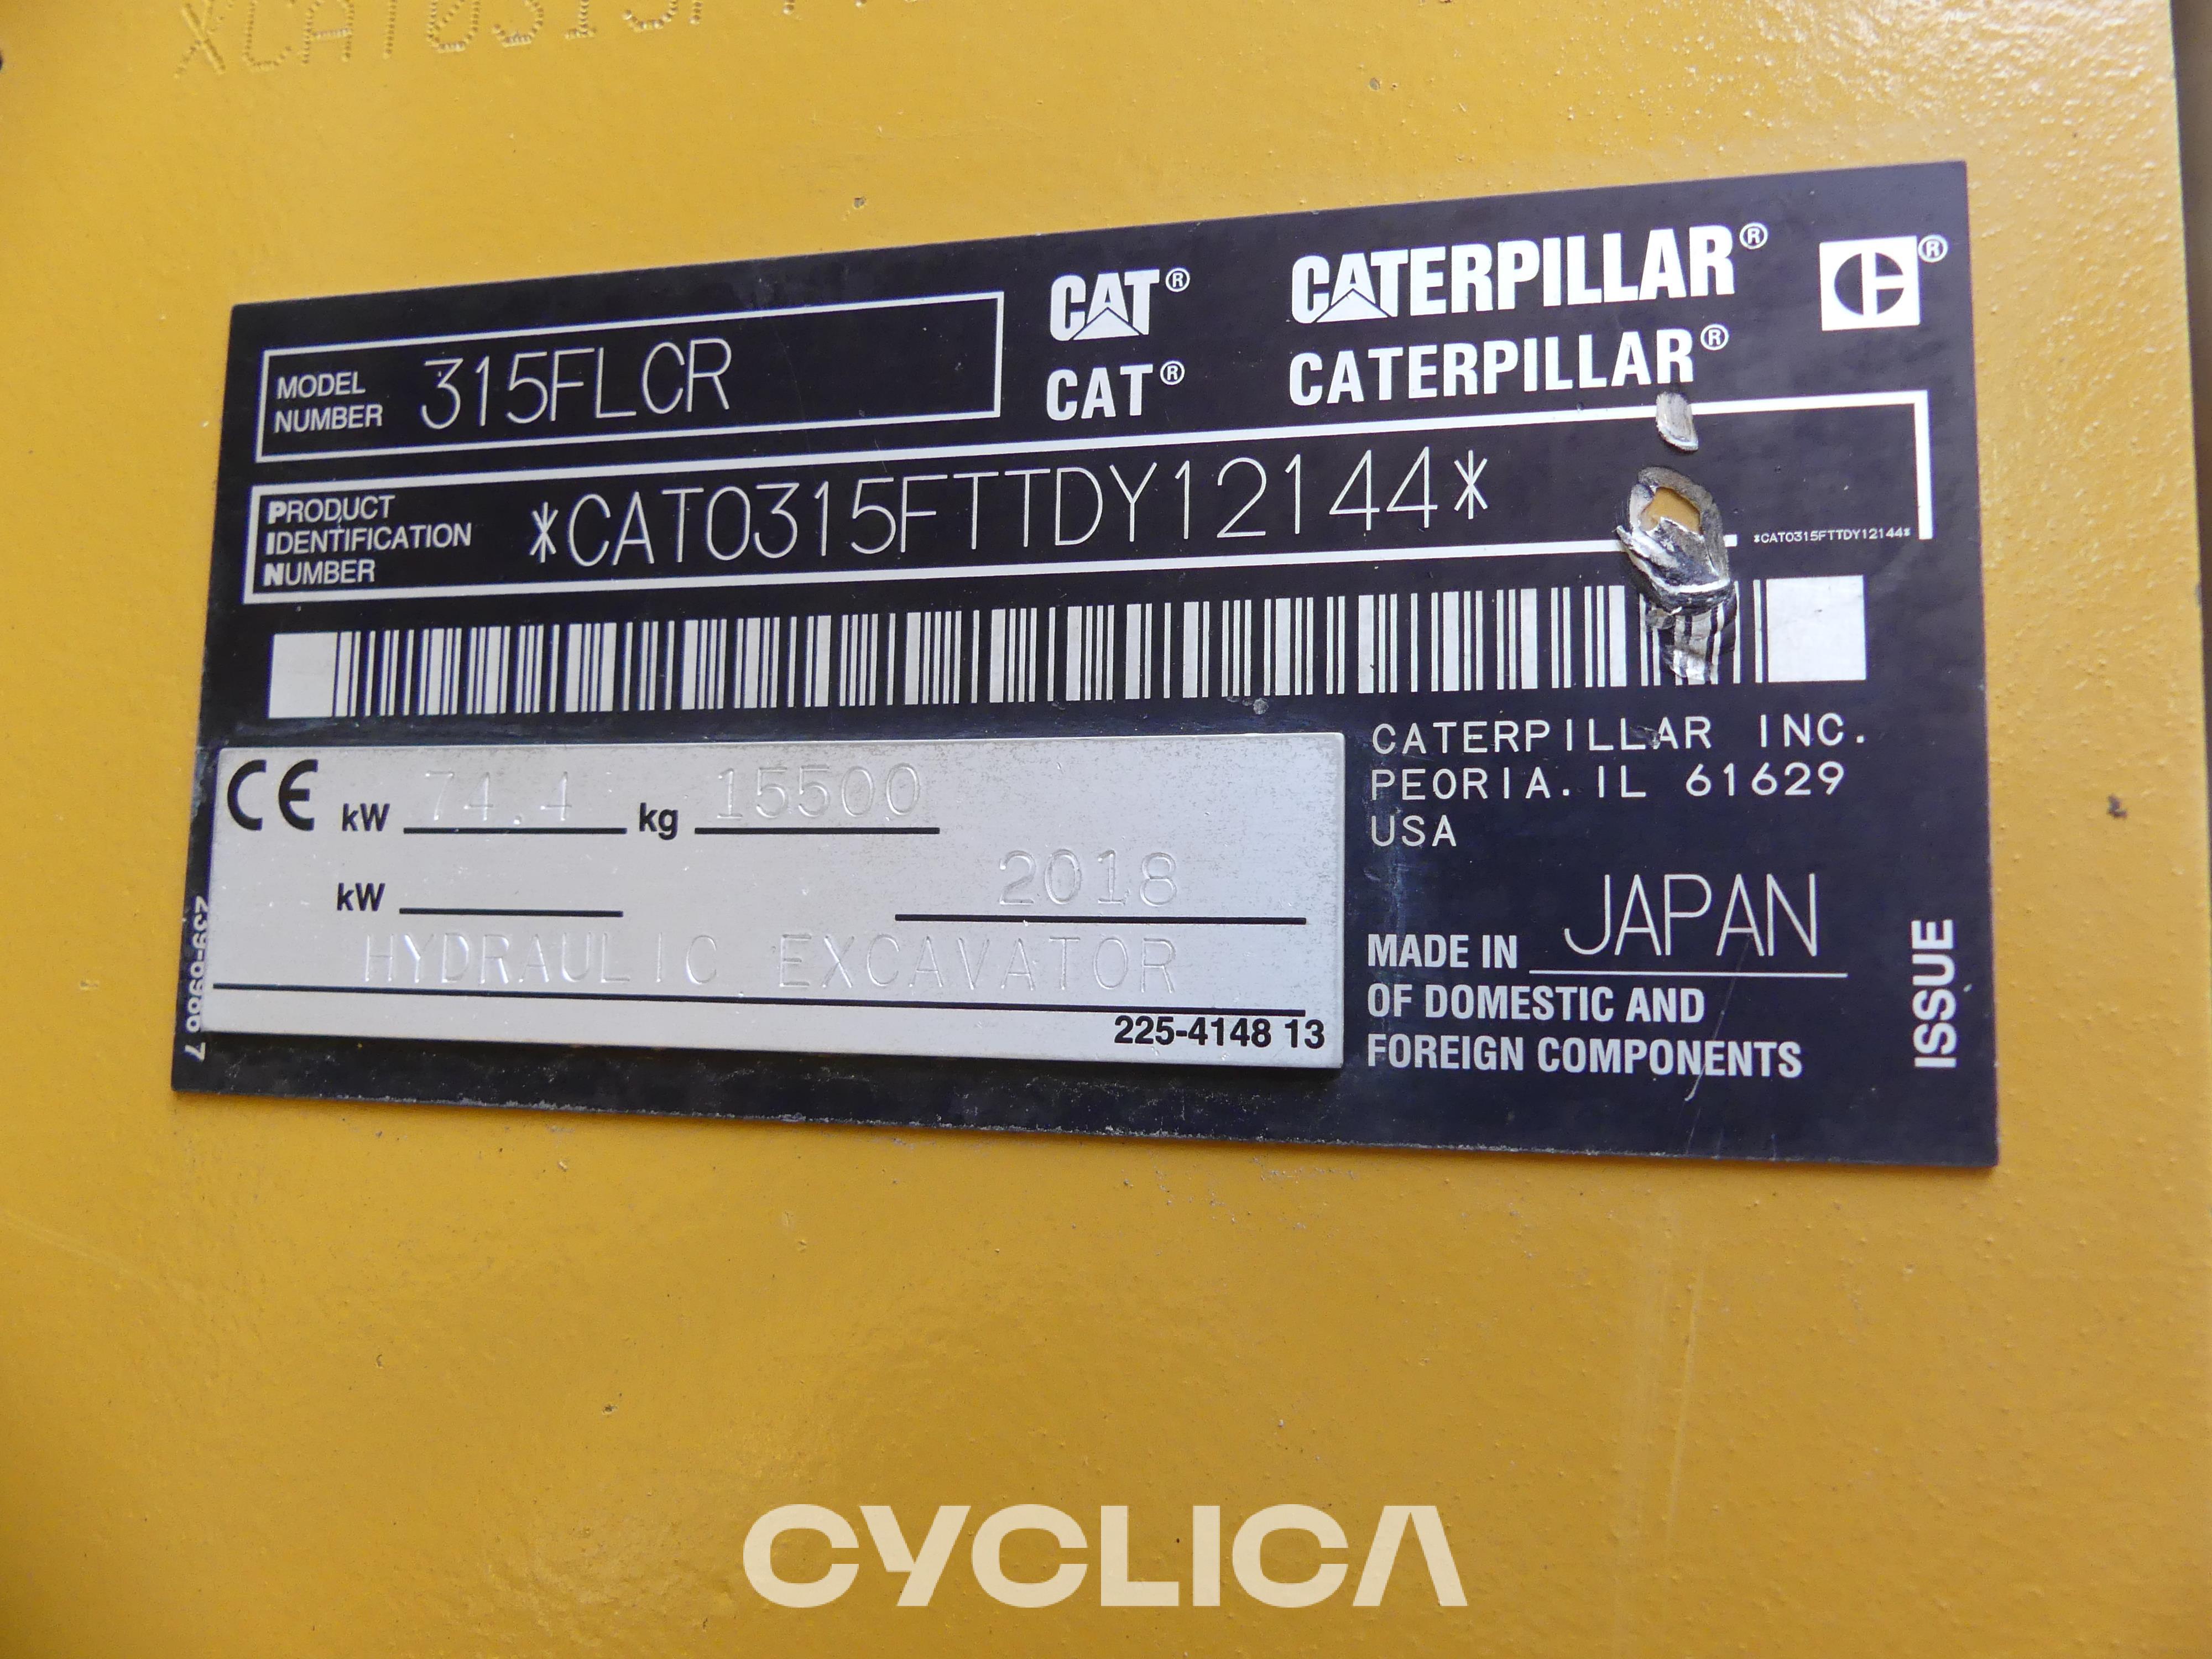 CAT® CATERPILLAR®
CAT® CATERPILLAR®
MODEL
NUMBER 315FLCR
PRODUCT
IDENTIFICATION
NUMBER *CAT0315FTTDY12144*
*CAT0315FTTDY12144*
CE kW 74.4 kg 15500
kW 2018
HYDRAULIC EXCAVATOR
225-4148 13
CATERPILLAR INC.
PEORIA. IL 61629
USA
MADE IN JAPAN
OF DOMESTIC AND
FOREIGN COMPONENTS
ISSUE
CYCLICA